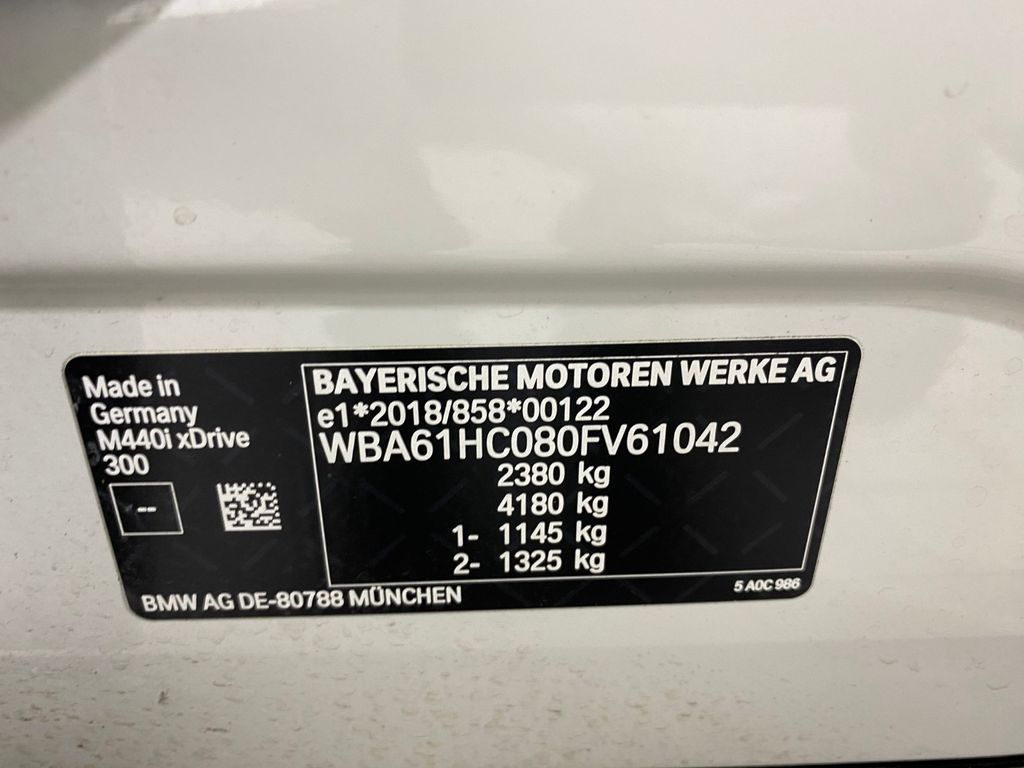 Made in
Germany
M440i xDrive
300
--
BAYERISCHE MOTOREN WERKE AG
e1*2018/858*00122
WBA61HC080FV61042
2380 kg
4180 kg
1- 1145 kg
2- 1325 kg
BMW AG DE-80788 MÜNCHEN
5 A0C 986